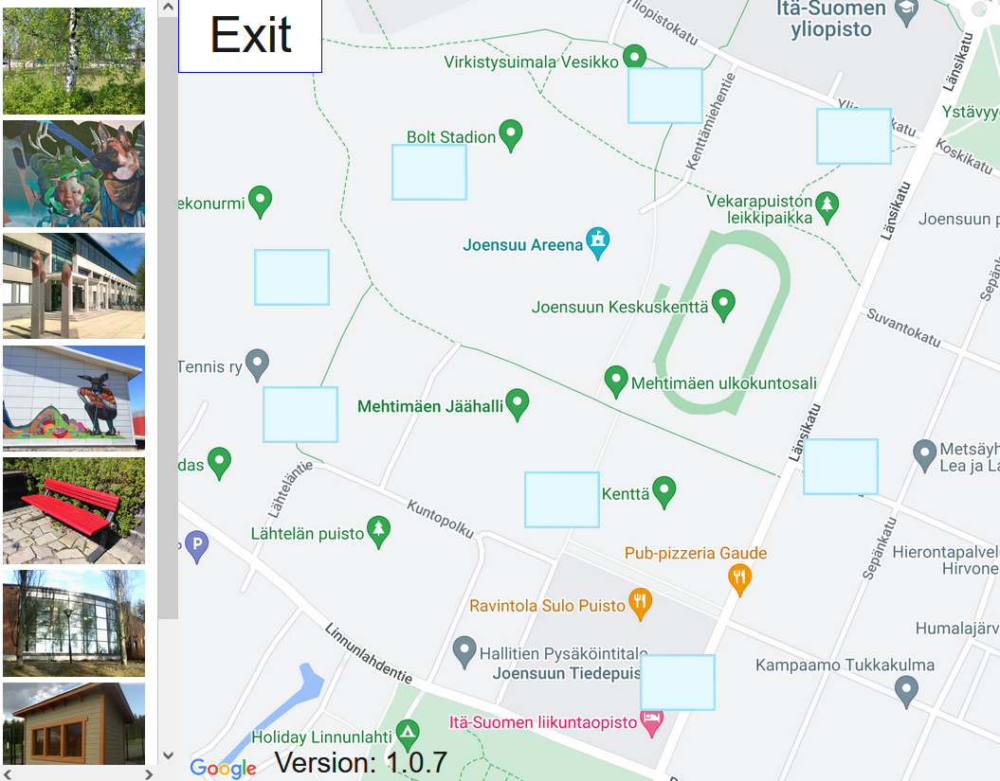 Exit
Yliopistokatu
Itä-Suomen
yliopisto
Länsikatu
Virkistysuimala Vesikko
Kenttämiehentie
Ystävyy
Bolt Stadion
Koskikatu
ekonurmi
Vekarapuiston
leikkipaikka
Länsikatu
Joensuun p
Joensuu Areena
Joensuun Keskuskenttä
Suvantokatu
Tennis ry
Mehtimäen ulkokuntosali
Mehtimäen Jäähalli
Länsikatu
Metsäyh
Lea ja La
das
Lähteläntie
Kenttä
Kuntopolku
Lähtelän puisto
Sepänkatu
P
Pub-pizzeria Gaude
Hierontapalvel
Hirvone
Ravintola Sulo Puisto
Linnunlahdentie
Humalajärv
Hallitien Pysäköintitalo
Joensuun Tiedepuis
Kampaamo Tukkakulma
Itä-Suomen liikuntaopisto
Holiday Linnunlahti
Google
Version: 1.0.7